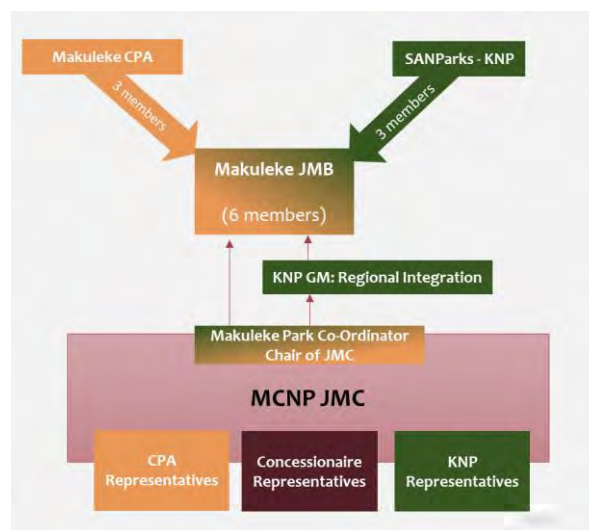 Makuleke CPA
SANParks - KNP
3 members
3 members
Makuleke JMB
(6 members)
KNP GM: Regional Integration
Makuleke Park Co-Ordinator
Chair of JMC
MCNP JMC
CPA
Representatives
Concessionaire
Representatives
KNP
Representatives